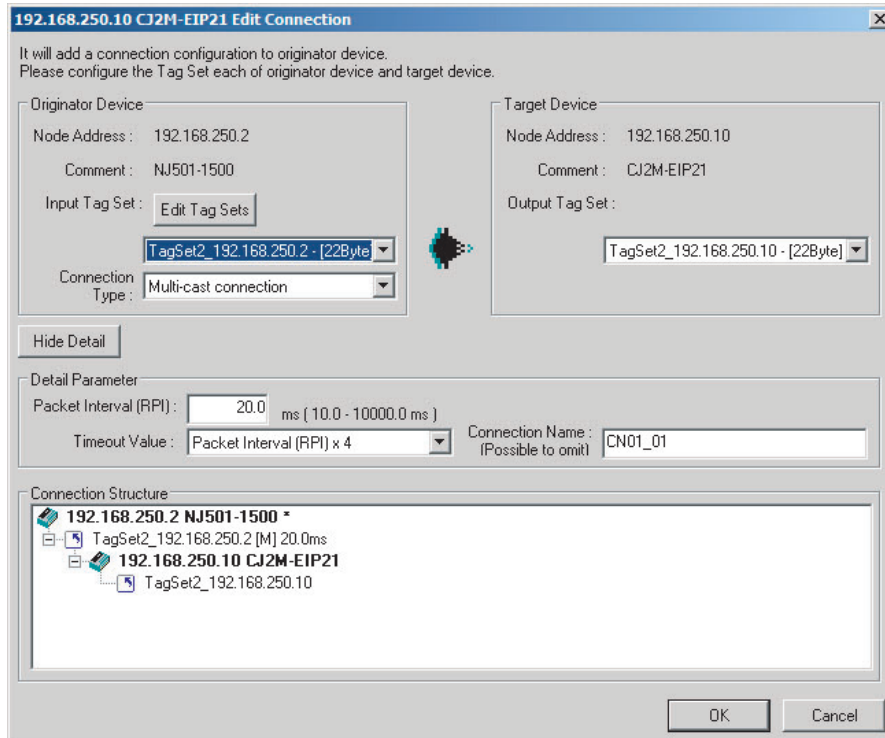 192.168.250.10 CJ2M-EIP21 Edit Connection
It will add a connection configuration to originator device.
Please configure the Tag Set each of originator device and target device.
Originator Device
Node Address : 192.168.250.2
Comment : NJ501-1500
Input Tag Set : Edit Tag Sets
TagSet2_192.168.250.2 - [22Byte]
Connection Type : Multi-cast connection
Target Device
Node Address : 192.168.250.10
Comment : CJ2M-EIP21
Output Tag Set :
TagSet2_192.168.250.10 - [22Byte]
Hide Detail
Detail Parameter
Packet Interval (RPI) : 20.0 ms ( 10.0 - 10000.0 ms )
Timeout Value : Packet Interval (RPI) x 4
Connection Name : (Possible to omit) CN01_01
Connection Structure
192.168.250.2 NJ501-1500 *
TagSet2_192.168.250.2 [M] 20.0ms
192.168.250.10 CJ2M-EIP21
TagSet2_192.168.250.10
OK
Cancel